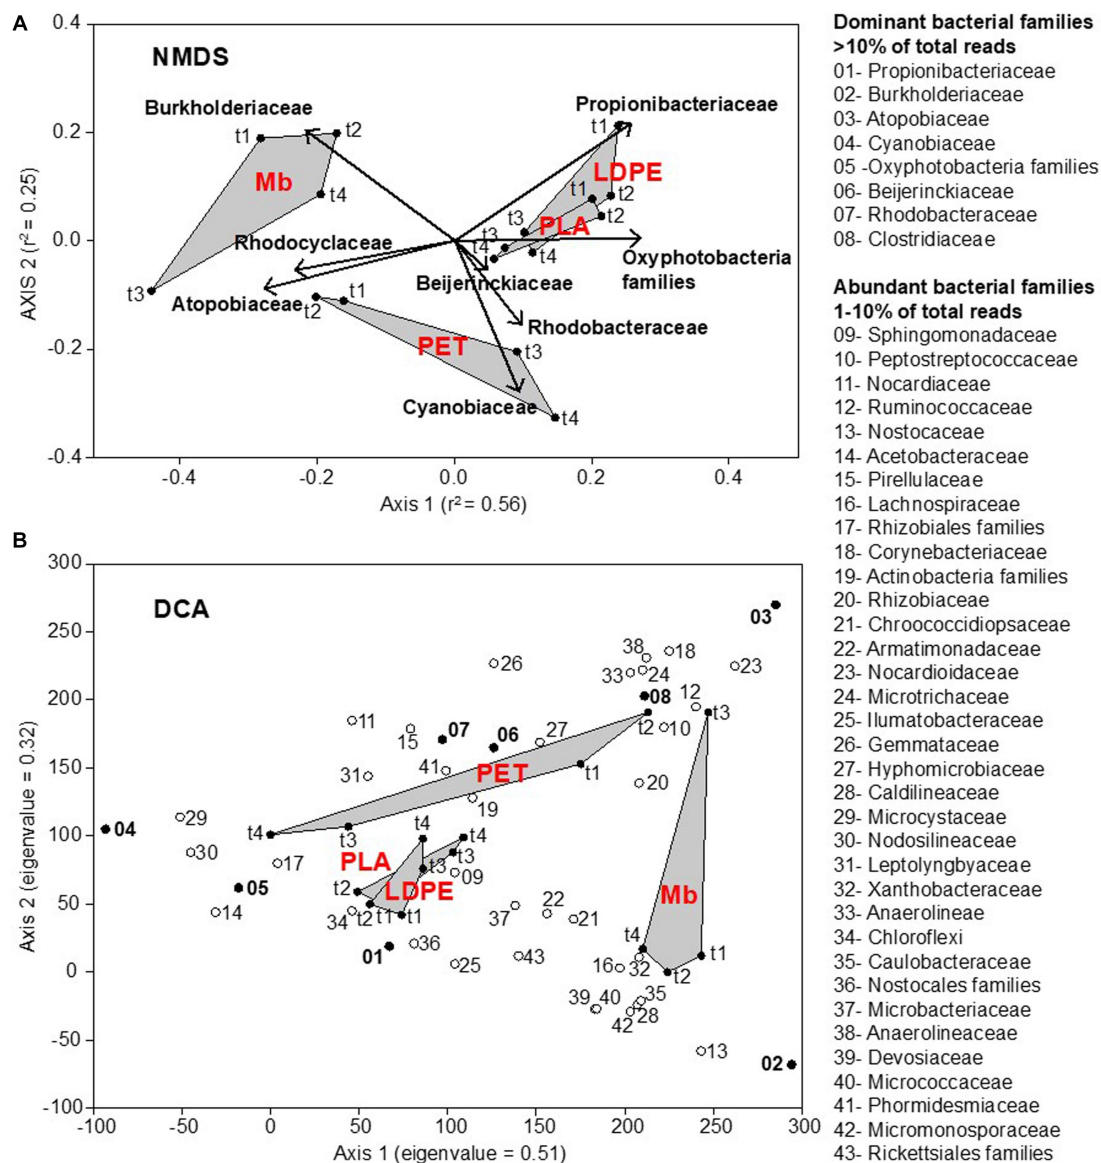 A
NMDS
0.4
0.2
0.0
-0.2
-0.4
AXIS 2 (r² = 0.25)
-0.4
-0.2
0.0
0.2
0.4
Axis 1 (r² = 0.56)
Burkholderiaceae
t1
t2
Mb
t4
t3
Rhodocyclaceae
Atopobiaceae
t2
t1
PET
t3
t4
Cyanobiaceae
Propionibacteriaceae
t1
LDPE
t1
t2
t3
PLA
t2
t3
t4
t4
Oxyphotobacteria
families
Beijerinckiaceae
Rhodobacteraceae
B
DCA
300
250
200
150
100
50
0
-50
-100
Axis 2 (eigenvalue = 0.32)
-100
-50
0
50
100
150
200
250
300
Axis 1 (eigenvalue = 0.51)
03
38
18
26
33
24
23
08
12
t3
11
15
07
06
27
t2
10
31
41
PET
t1
20
19
04
29
t4
t3
t4
t4
30
17
PLA
t3
t3
05
t2
LDPE
09
14
34
t2
t1
t1
37
22
21
Mb
01
36
25
43
t4
t1
16
32
t2
39
40
35
42
28
13
02
Dominant bacterial families
>10% of total reads
01- Propionibacteriaceae
02- Burkholderiaceae
03- Atopobiaceae
04- Cyanobiaceae
05 -Oxyphotobacteria families
06- Beijerinckiaceae
07- Rhodobacteraceae
08- Clostridiaceae
Abundant bacterial families
1-10% of total reads
09- Sphingomonadaceae
10- Peptostreptococcaceae
11- Nocardiaceae
12- Ruminococcaceae
13- Nostocaceae
14- Acetobacteraceae
15- Pirellulaceae
16- Lachnospiraceae
17- Rhizobiales families
18- Corynebacteriaceae
19- Actinobacteria families
20- Rhizobiaceae
21- Chroococcidiopsaceae
22- Armatimonadaceae
23- Nocardioidaceae
24- Microtrichaceae
25- Ilumatobacteraceae
26- Gemmataceae
27- Hyphomicrobiaceae
28- Caldilineaceae
29- Microcystaceae
30- Nodosilineaceae
31- Leptolyngbyaceae
32- Xanthobacteraceae
33- Anaerolineae
34- Chloroflexi
35- Caulobacteraceae
36- Nostocales families
37- Microbacteriaceae
38- Anaerolineaceae
39- Devosiaceae
40- Micrococcaceae
41- Phormidesmiaceae
42- Micromonosporaceae
43- Rickettsiales families